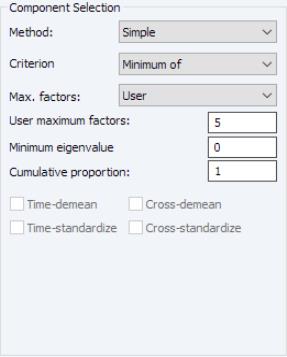 Component Selection
Method: Simple
Criterion Minimum of
Max. factors: User
User maximum factors: 5
Minimum eigenvalue 0
Cumulative proportion: 1
Time-demean Cross-demean
Time-standardize Cross-standardize